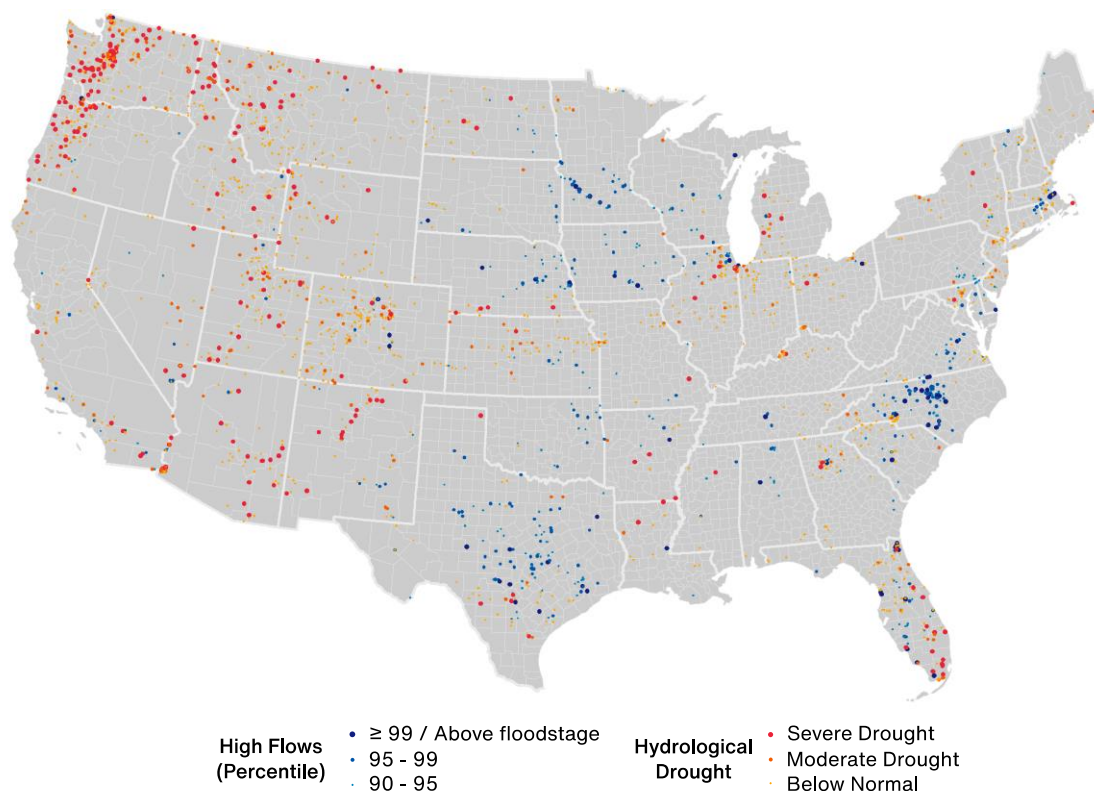 High Flows
(Percentile)
≥ 99 / Above floodstage
95 - 99
90 - 95
Hydrological
Drought
Severe Drought
Moderate Drought
Below Normal